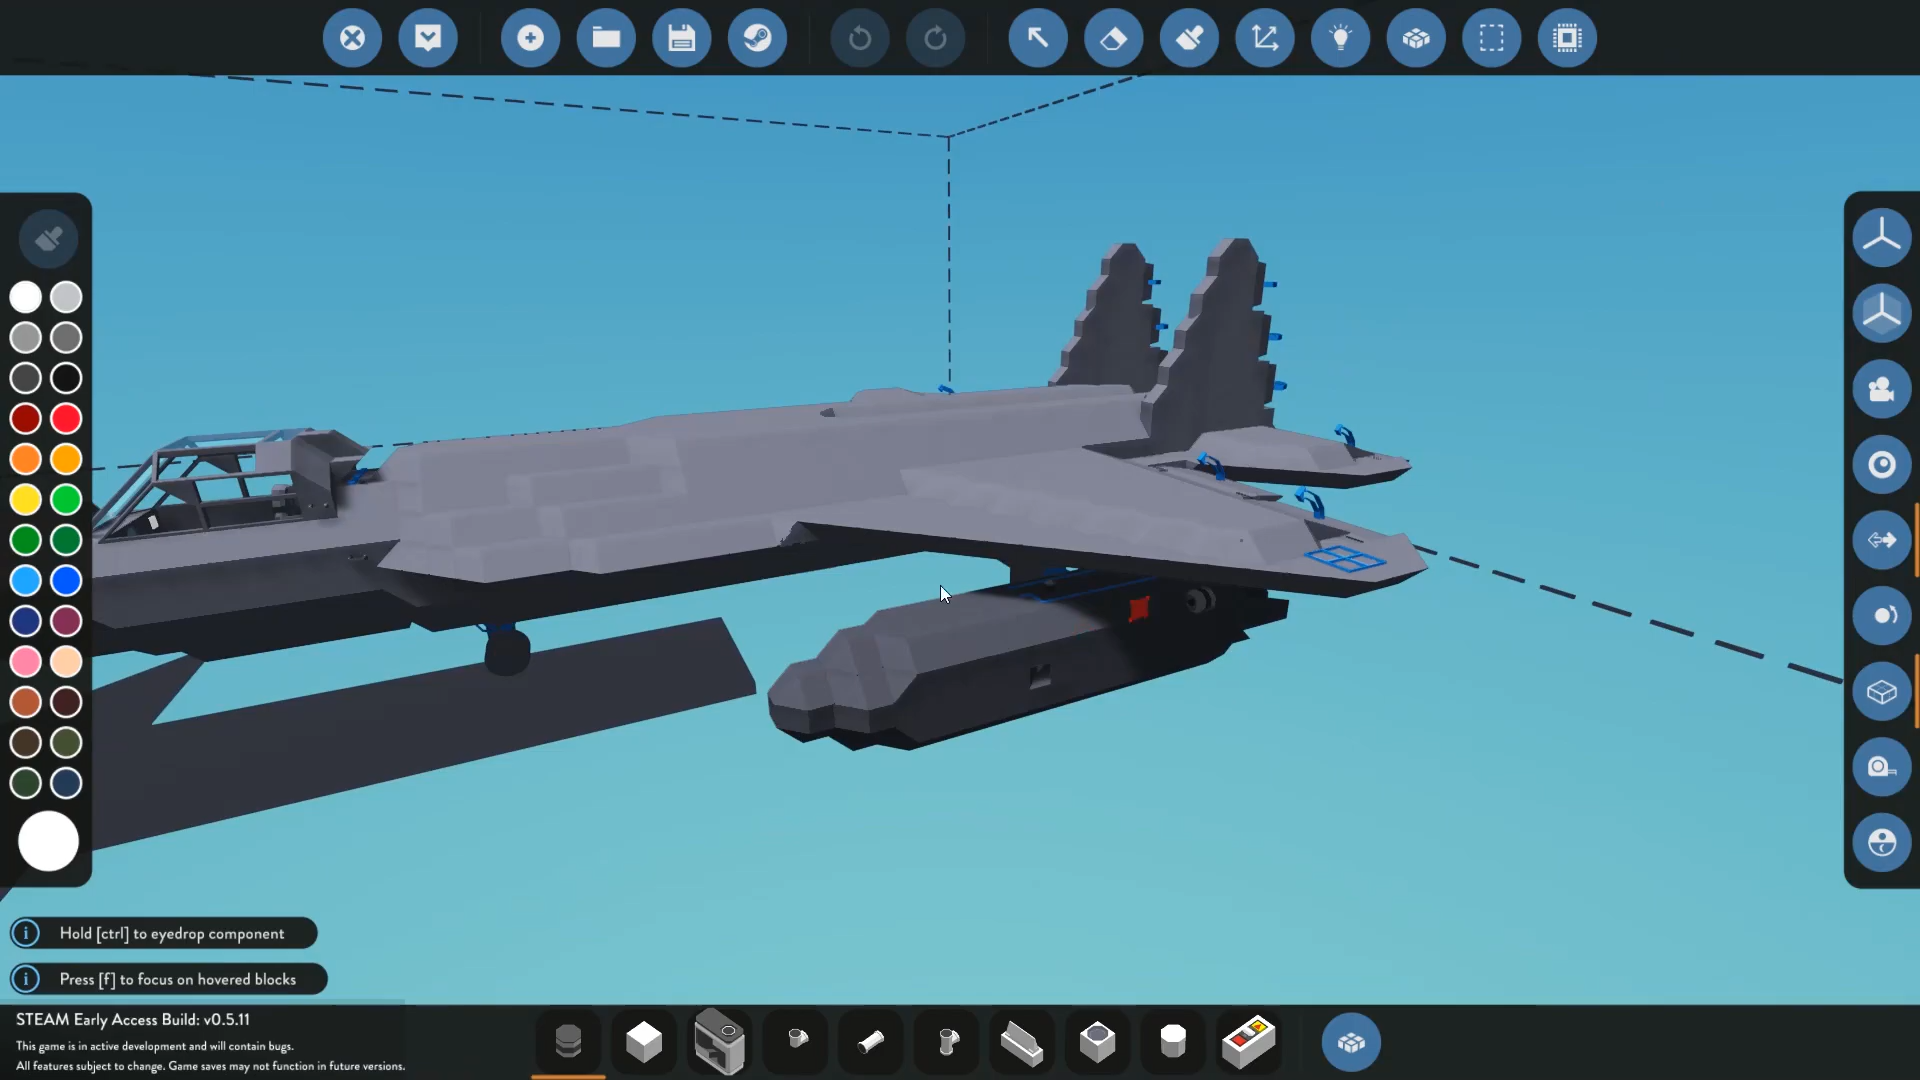 Hold [ctrl] to eyedrop component
Press [f] to focus on hovered blocks
STEAM Early Access Build: v0.5.11
This game is in active development and will contain bugs.
All features subject to change. Game saves may not function in future versions.